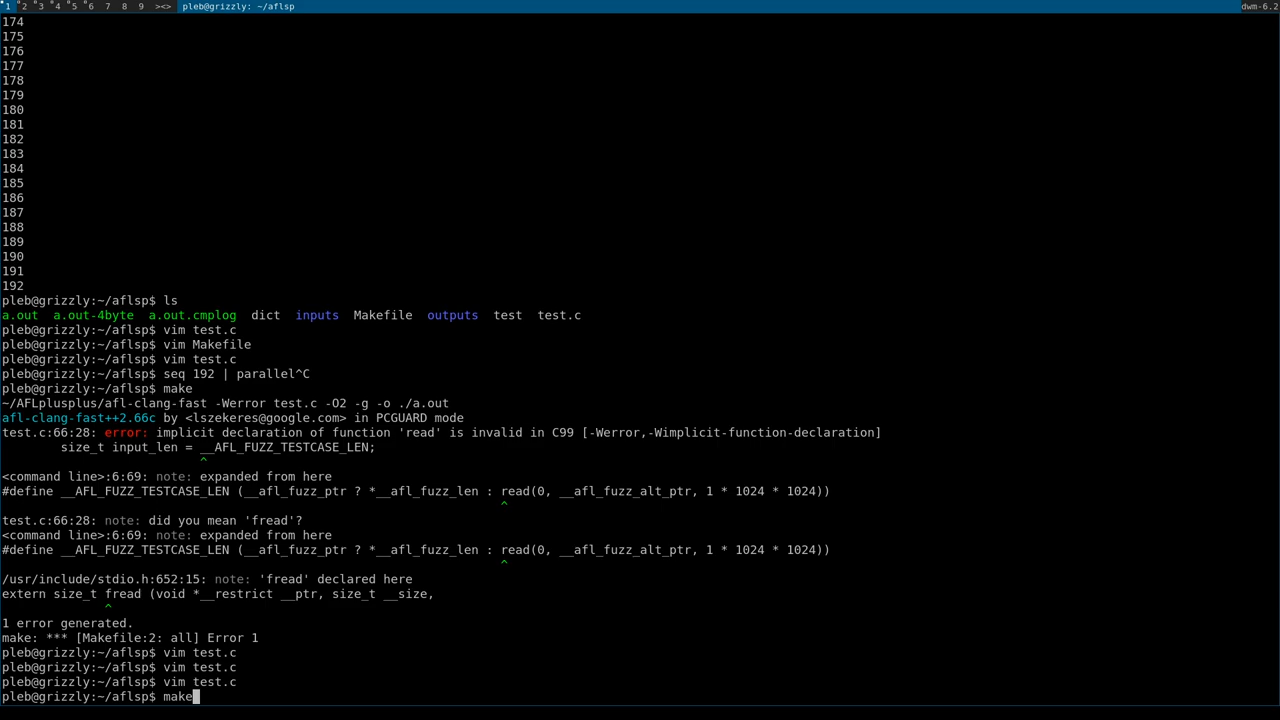 1 2 3 4 5 6 7 8 9 ><> pleb@grizzly: ~/aflsp dwm-6.2
174
175
176
177
178
179
180
181
182
183
184
185
186
187
188
189
190
191
192
pleb@grizzly:~/aflsp$ ls
a.out  a.out-4byte  a.out.cmplog  dict  inputs  Makefile  outputs  test  test.c
pleb@grizzly:~/aflsp$ vim test.c
pleb@grizzly:~/aflsp$ vim Makefile
pleb@grizzly:~/aflsp$ vim test.c
pleb@grizzly:~/aflsp$ seq 192 | parallel^C
pleb@grizzly:~/aflsp$ make
~/AFLplusplus/afl-clang-fast -Werror test.c -O2 -g -o ./a.out
afl-clang-fast++2.66c by <lszekeres@google.com> in PCGUARD mode
test.c:66:28: error: implicit declaration of function 'read' is invalid in C99 [-Werror,-Wimplicit-function-declaration]
        size_t input_len = __AFL_FUZZ_TESTCASE_LEN;
                           ^
<command line>:6:69: note: expanded from here
#define __AFL_FUZZ_TESTCASE_LEN (__afl_fuzz_ptr ? *__afl_fuzz_len : read(0, __afl_fuzz_alt_ptr, 1 * 1024 * 1024))
                                                                    ^
test.c:66:28: note: did you mean 'fread'?
<command line>:6:69: note: expanded from here
#define __AFL_FUZZ_TESTCASE_LEN (__afl_fuzz_ptr ? *__afl_fuzz_len : read(0, __afl_fuzz_alt_ptr, 1 * 1024 * 1024))
                                                                    ^
/usr/include/stdio.h:652:15: note: 'fread' declared here
extern size_t fread (void *__restrict __ptr, size_t __size,
              ^
1 error generated.
make: *** [Makefile:2: all] Error 1
pleb@grizzly:~/aflsp$ vim test.c
pleb@grizzly:~/aflsp$ vim test.c
pleb@grizzly:~/aflsp$ vim test.c
pleb@grizzly:~/aflsp$ make